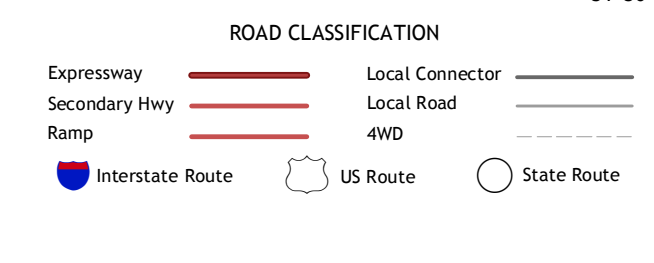 ROAD CLASSIFICATION
Expressway
Local Connector
Secondary Hwy
Local Road
Ramp
4WD
Interstate Route
US Route
State Route